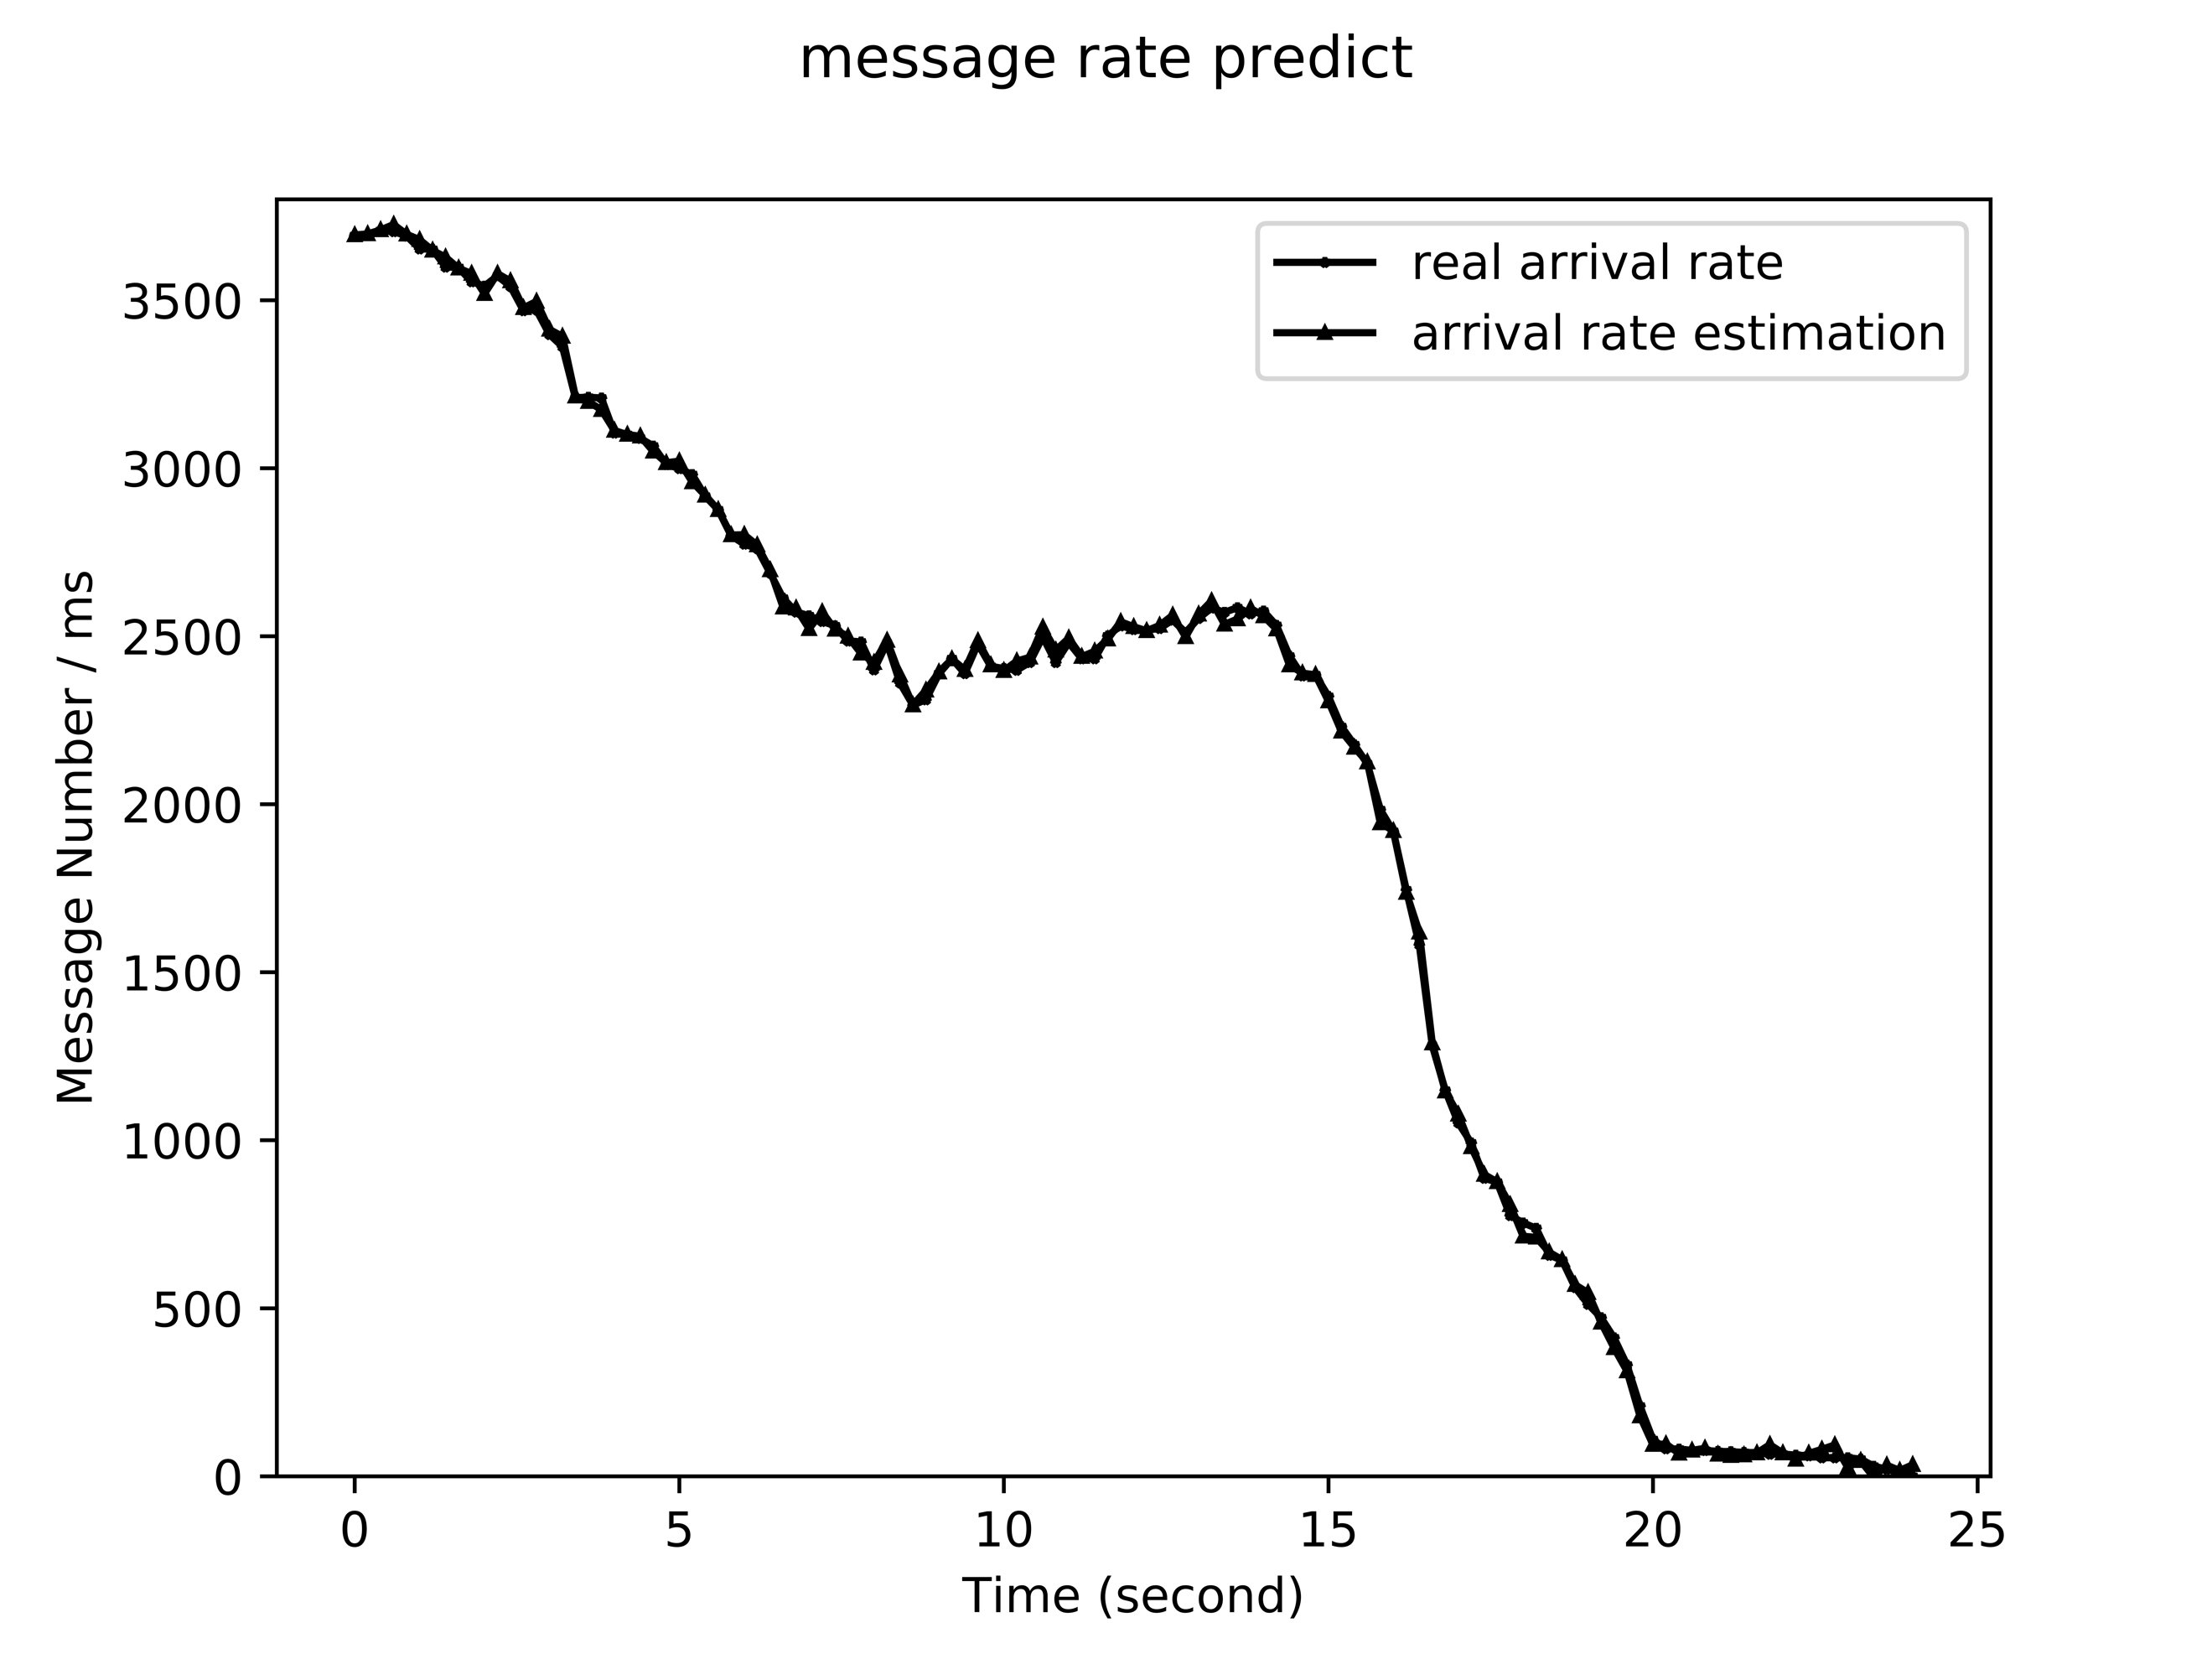 message rate predict
real arrival rate
arrival rate estimation
Message Number / ms
3500
3000
2500
2000
1500
1000
500
0
0 5 10 15 20 25
Time (second)